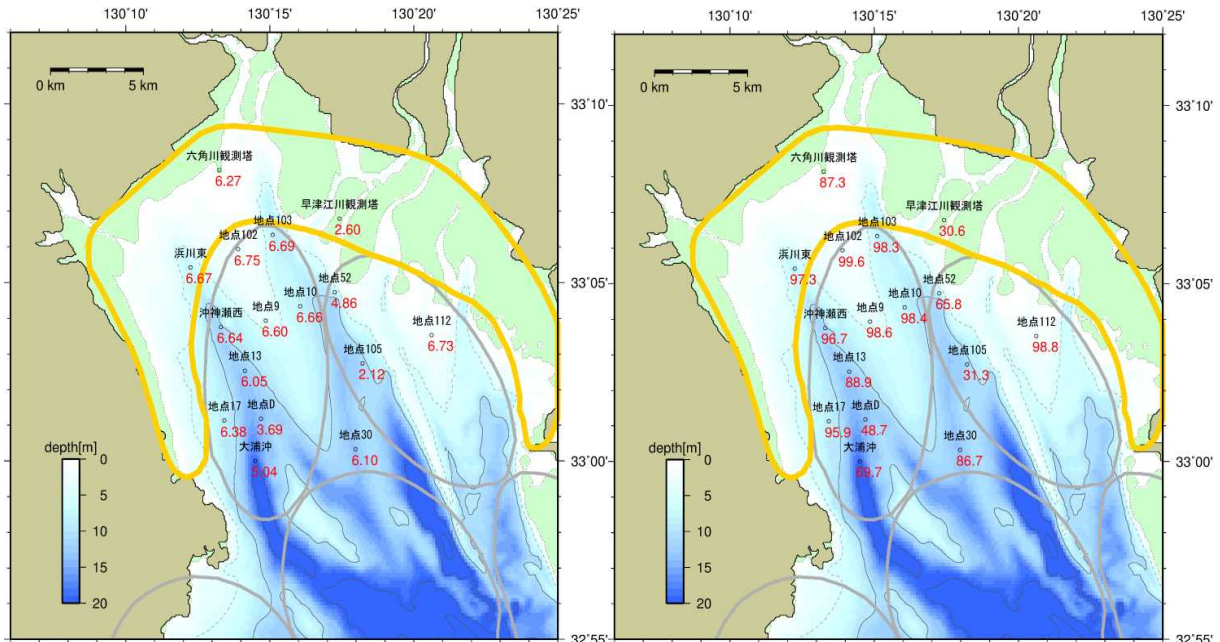 130˚10' 130˚15' 130˚20' 130˚25'
0 km 5 km
六角川観測塔
6.27
早津江川観測塔
2.60
地点103
6.69
地点102
6.75
浜川東
6.67
地点52
4.86
地点10
6.66
地点9
6.60
沖神瀬西
6.64
地点112
6.73
地点105
2.12
地点13
6.05
地点17
6.38
地点D
3.69
地点30
6.10
大浦沖
5.04
depth[m]
0
5
10
15
20
33˚10'
33˚05'
33˚00'
32˚55'
130˚10' 130˚15' 130˚20' 130˚25'
0 km 5 km
六角川観測塔
87.3
早津江川観測塔
30.6
地点103
98.3
地点102
99.6
浜川東
97.3
地点52
65.8
地点10
98.4
地点9
98.6
沖神瀬西
96.7
地点112
98.8
地点105
31.3
地点13
88.9
地点17
95.9
地点D
48.7
地点30
86.7
大浦沖
69.7
depth[m]
0
5
10
15
20
33˚10'
33˚05'
33˚00'
32˚55'